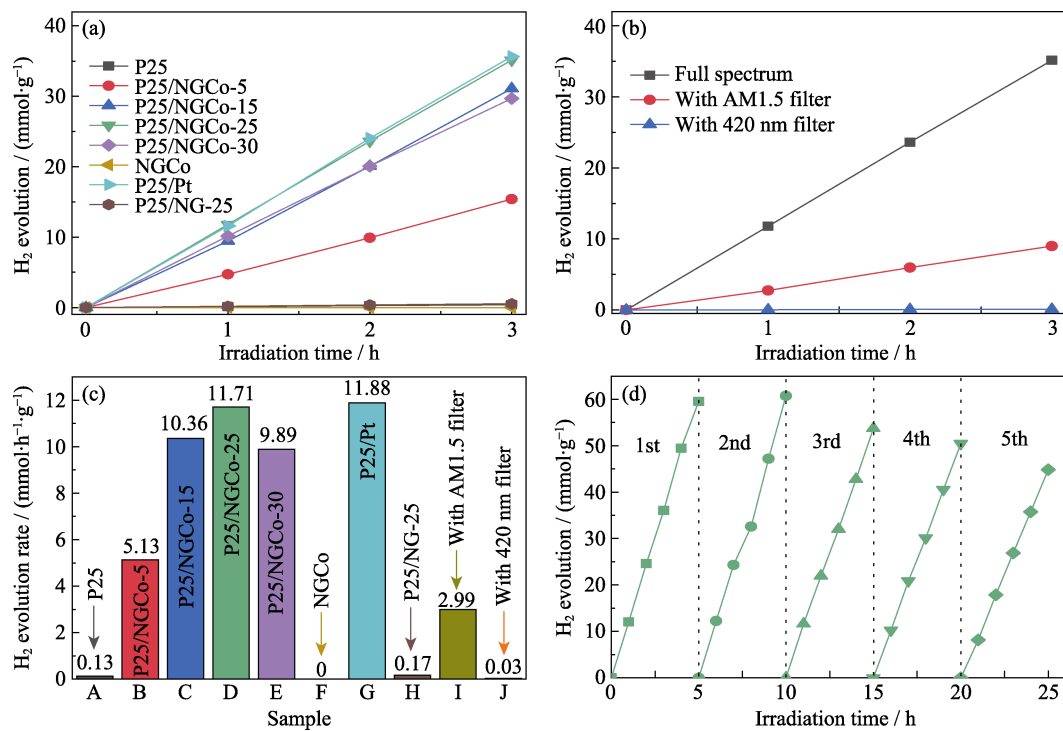 (a)
P25
P25/NGCo-5
P25/NGCo-15
P25/NGCo-25
P25/NGCo-30
NGCo
P25/Pt
P25/NG-25
40
30
20
10
0
H₂ evolution / (mmol·g⁻¹)
0 1 2 3
Irradiation time / h
(b)
Full spectrum
With AM1.5 filter
With 420 nm filter
40
30
20
10
0
H₂ evolution / (mmol·g⁻¹)
0 1 2 3
Irradiation time / h
(c)
12
9
6
3
0
H₂ evolution rate / (mmol·h⁻¹·g⁻¹)
P25
0.13
5.13
P25/NGCo-5
10.36
P25/NGCo-15
11.71
P25/NGCo-25
9.89
P25/NGCo-30
NGCo
0
11.88
P25/Pt
P25/NG-25
0.17
With AM1.5 filter
2.99
With 420 nm filter
0.03
A B C D E F G H I J
Sample
(d)
60
50
40
30
20
10
0
H₂ evolution / (mmol·g⁻¹)
1st 2nd 3rd 4th 5th
0 5 10 15 20 25
Irradiation time / h